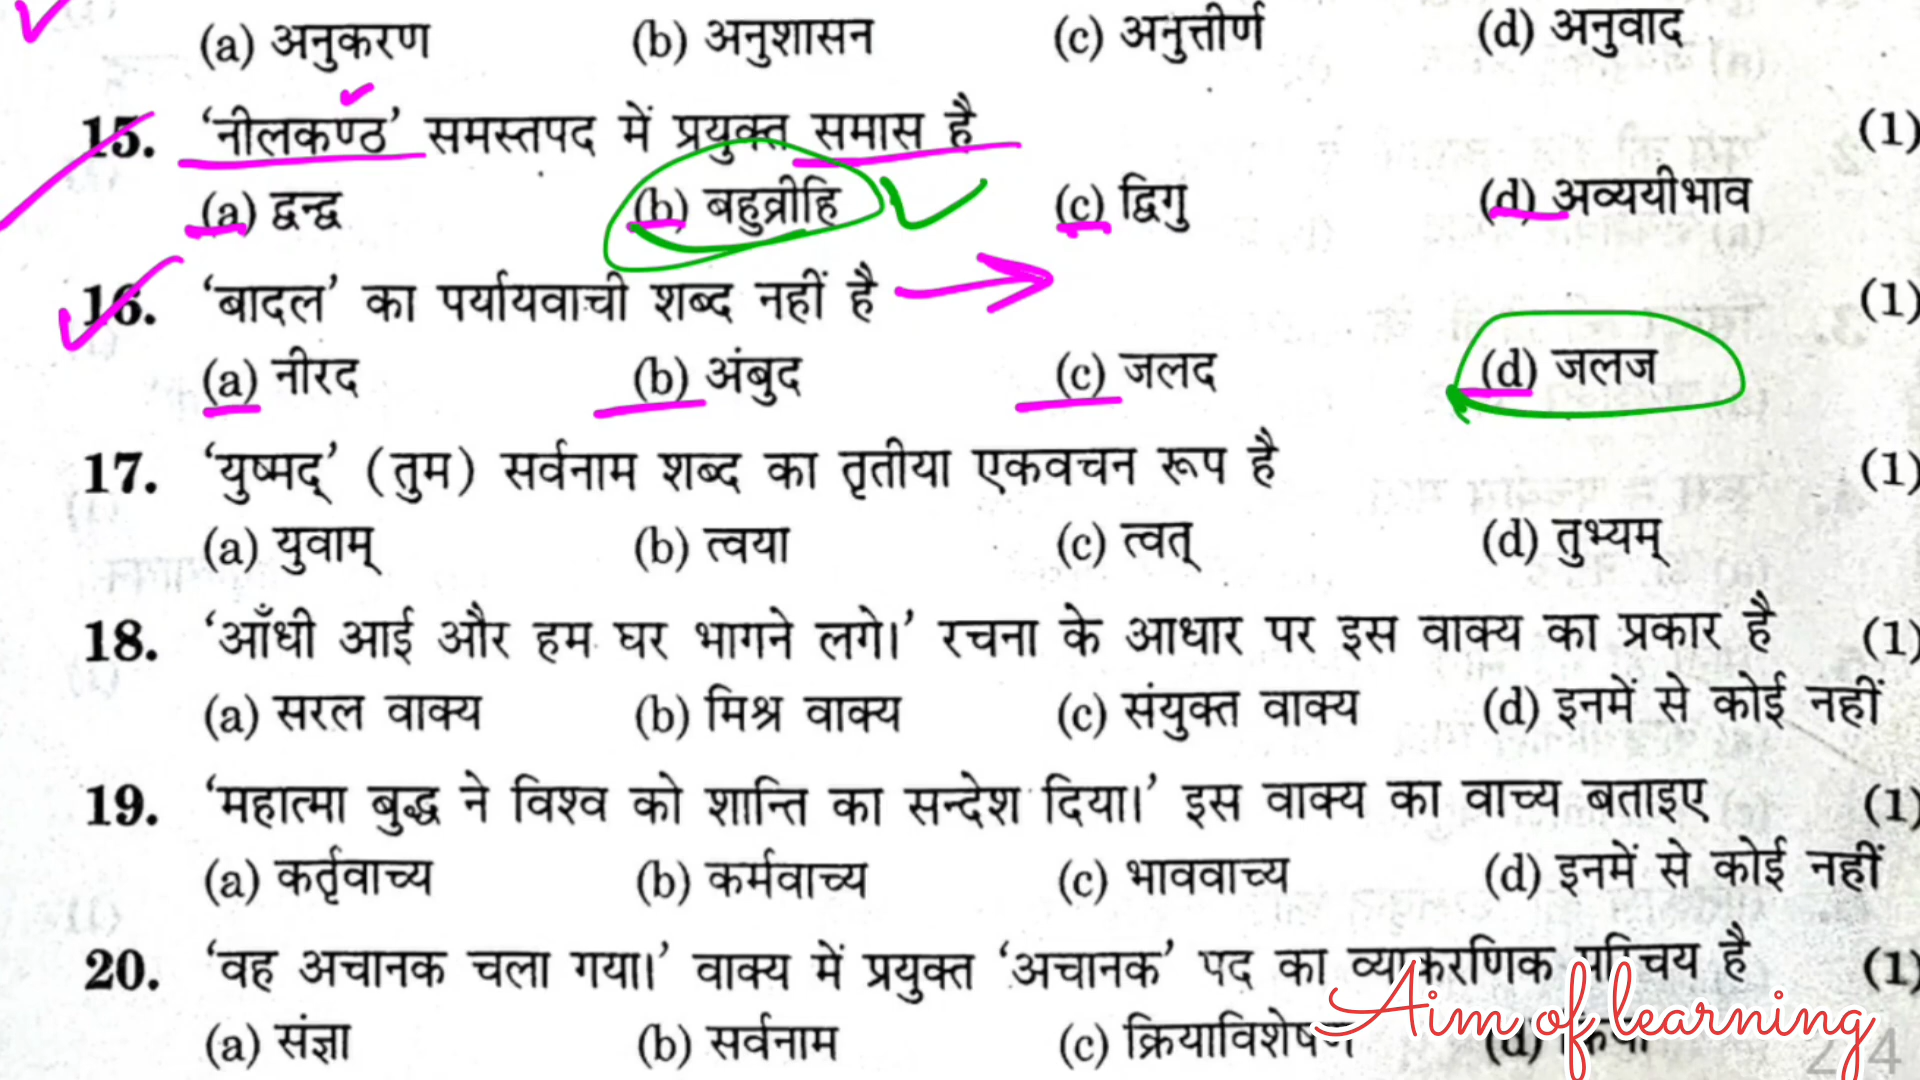 (a) अनुकरण (b) अनुशासन (c) अनुत्तीर्ण (d) अनुवाद
15. ‘नीलकण्ठ’ समस्तपद में प्रयुक्त समास है (1)
(a) द्वन्द्व (b) बहुव्रीहि (c) द्विगु (d) अव्ययीभाव
16. ‘बादल’ का पर्यायवाची शब्द नहीं है (1)
(a) नीरद (b) अंबुद (c) जलद (d) जलज
17. ‘युष्मद्’ (तुम) सर्वनाम शब्द का तृतीया एकवचन रूप है (1)
(a) युवाम् (b) त्वया (c) त्वत् (d) तुभ्यम्
18. ‘आँधी आई और हम घर भागने लगे।’ रचना के आधार पर इस वाक्य का प्रकार है (1)
(a) सरल वाक्य (b) मिश्र वाक्य (c) संयुक्त वाक्य (d) इनमें से कोई नहीं
19. ‘महात्मा बुद्ध ने विश्व को शान्ति का सन्देश दिया।’ इस वाक्य का वाच्य बताइए (1)
(a) कर्तृवाच्य (b) कर्मवाच्य (c) भाववाच्य (d) इनमें से कोई नहीं
20. ‘वह अचानक चला गया।’ वाक्य में प्रयुक्त ‘अचानक’ पद का व्याकरणिक परिचय है (1)
(a) संज्ञा (b) सर्वनाम (c) क्रियाविशेषण (d) क्रिया
Aim of learning